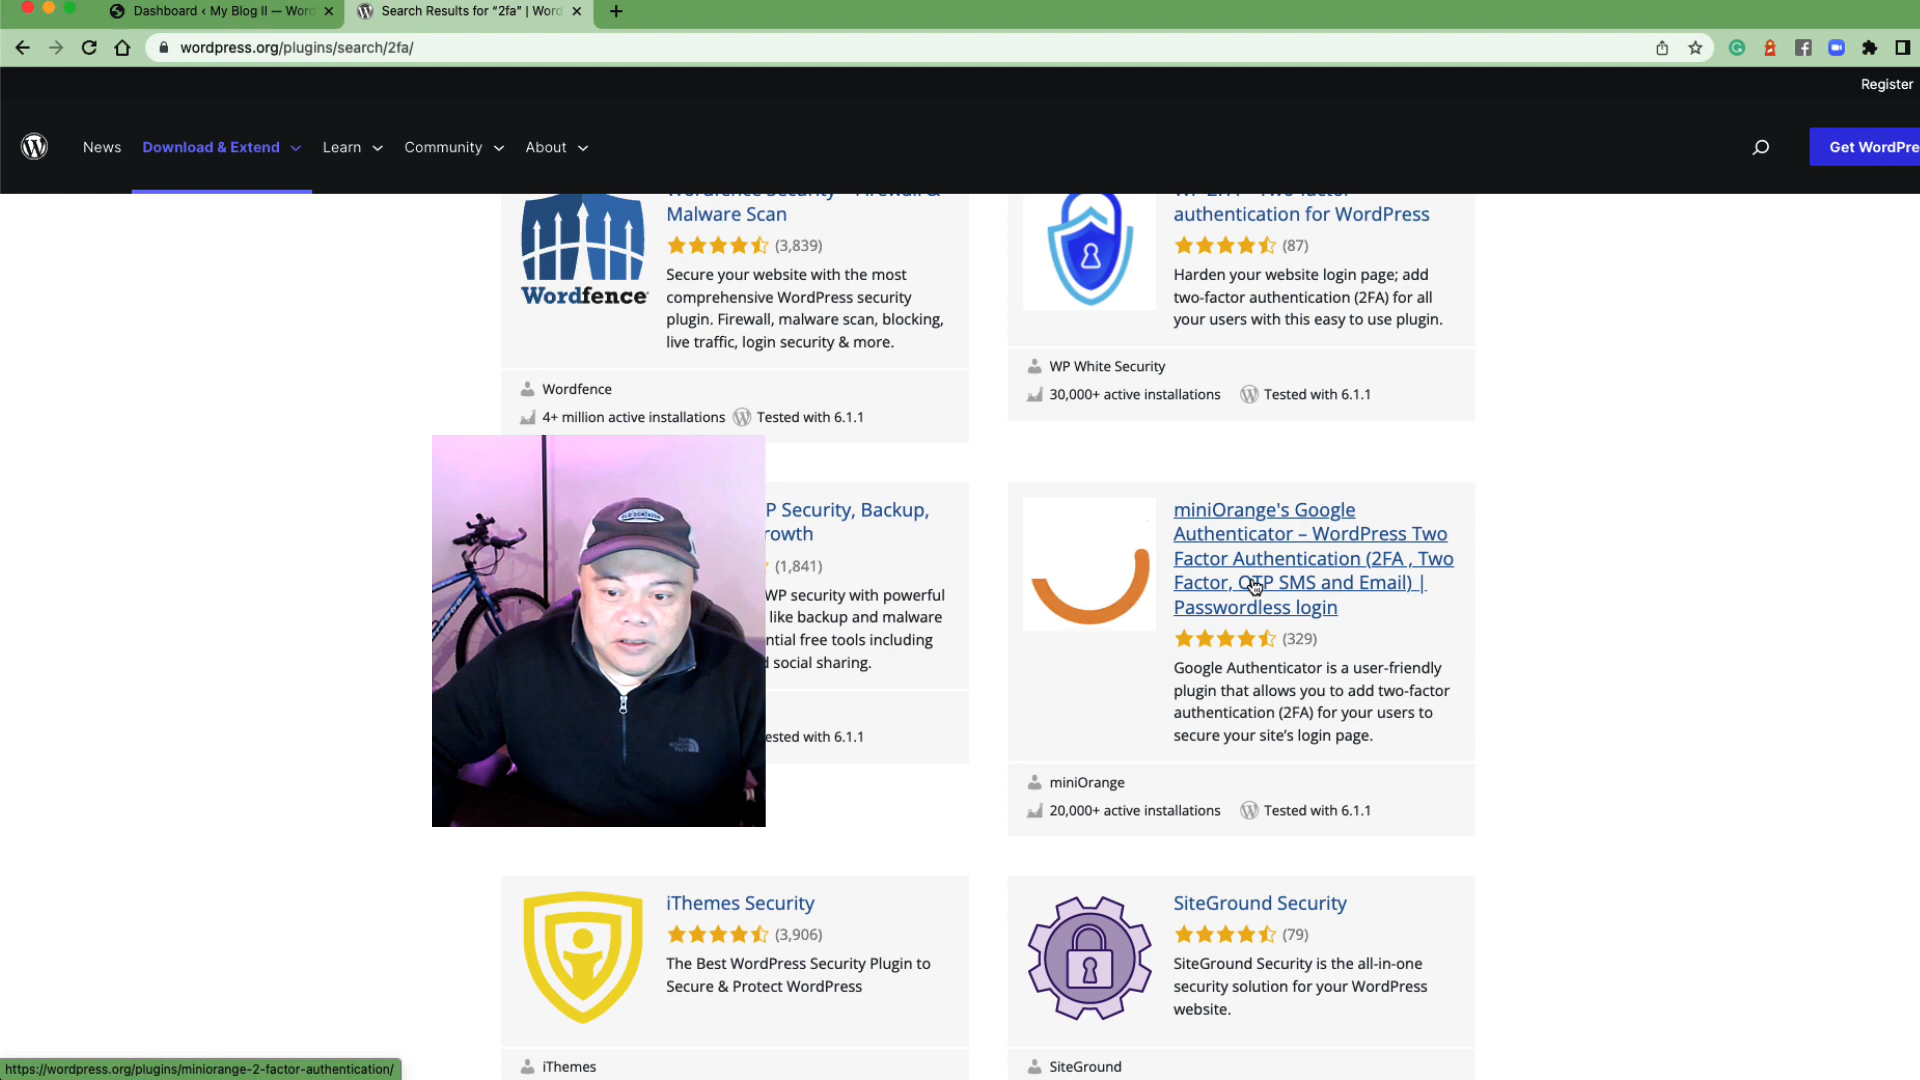 Dashboard ‹ My Blog II — Word
Search Results for “2fa” | Word
wordpress.org/plugins/search/2fa/
Register
News
Download & Extend
Learn
Community
About
Get WordPre
Wordfence Security – Firewall &
Malware Scan
(3,839)
Secure your website with the most
comprehensive WordPress security
plugin. Firewall, malware scan, blocking,
live traffic, login security & more.
Wordfence
Wordfence
4+ million active installations
Tested with 6.1.1
WP 2FA – Two-factor
authentication for WordPress
(87)
Harden your website login page; add
two-factor authentication (2FA) for all
your users with this easy to use plugin.
WP White Security
30,000+ active installations
Tested with 6.1.1
P Security, Backup,
rowth
(1,841)
WP security with powerful
like backup and malware
ntial free tools including
d social sharing.
ested with 6.1.1
miniOrange's Google
Authenticator – WordPress Two
Factor Authentication (2FA , Two
Factor, OTP SMS and Email) |
Passwordless login
(329)
Google Authenticator is a user-friendly
plugin that allows you to add two-factor
authentication (2FA) for your users to
secure your site’s login page.
miniOrange
20,000+ active installations
Tested with 6.1.1
iThemes Security
(3,906)
The Best WordPress Security Plugin to
Secure & Protect WordPress
iThemes
SiteGround Security
(79)
SiteGround Security is the all-in-one
security solution for your WordPress
website.
SiteGround
https://wordpress.org/plugins/miniorange-2-factor-authentication/